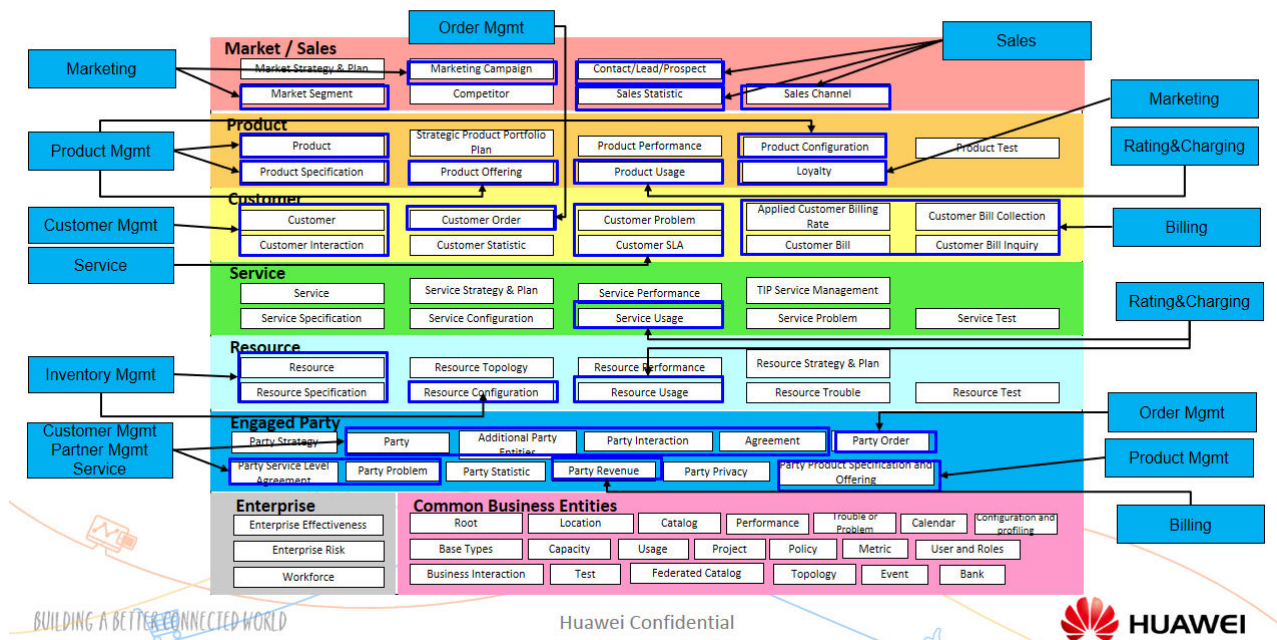 Order Mgmt
Sales
Market / Sales
Marketing
Market Strategy & Plan
Marketing Campaign
Contact/Lead/Prospect
Market Segment
Competitor
Sales Statistic
Sales Channel
Marketing
Product
Product Mgmt
Product
Strategic Product Portfolio
Plan
Product Performance
Product Configuration
Product Test
Rating&Charging
Product Specification
Product Offering
Product Usage
Loyalty
Customer
Customer Mgmt
Customer
Customer Order
Customer Problem
Applied Customer Billing
Rate
Customer Bill Collection
Billing
Customer Interaction
Customer Statistic
Customer SLA
Customer Bill
Customer Bill Inquiry
Service
Service
Service
Service Strategy & Plan
Service Performance
TIP Service Management
Rating&Charging
Service Specification
Service Configuration
Service Usage
Service Problem
Service Test
Resource
Inventory Mgmt
Resource
Resource Topology
Resource Performance
Resource Strategy & Plan
Resource Specification
Resource Configuration
Resource Usage
Resource Trouble
Resource Test
Order Mgmt
Engaged Party
Customer Mgmt
Partner Mgmt
Service
Party Strategy
Party
Additional Party
Entities
Party Interaction
Agreement
Party Order
Product Mgmt
Party Service Level
Agreement
Party Problem
Party Statistic
Party Revenue
Party Privacy
Party Product Specification and
Offering
Billing
Enterprise
Enterprise Effectiveness
Enterprise Risk
Workforce
Common Business Entities
Root
Location
Catalog
Performance
Trouble or
Problem
Calendar
Configuration and
profiling
Base Types
Capacity
Usage
Project
Policy
Metric
User and Roles
Business Interaction
Test
Federated Catalog
Topology
Event
Bank
BUILDING A BETTER CONNECTED WORLD
Huawei Confidential
HUAWEI